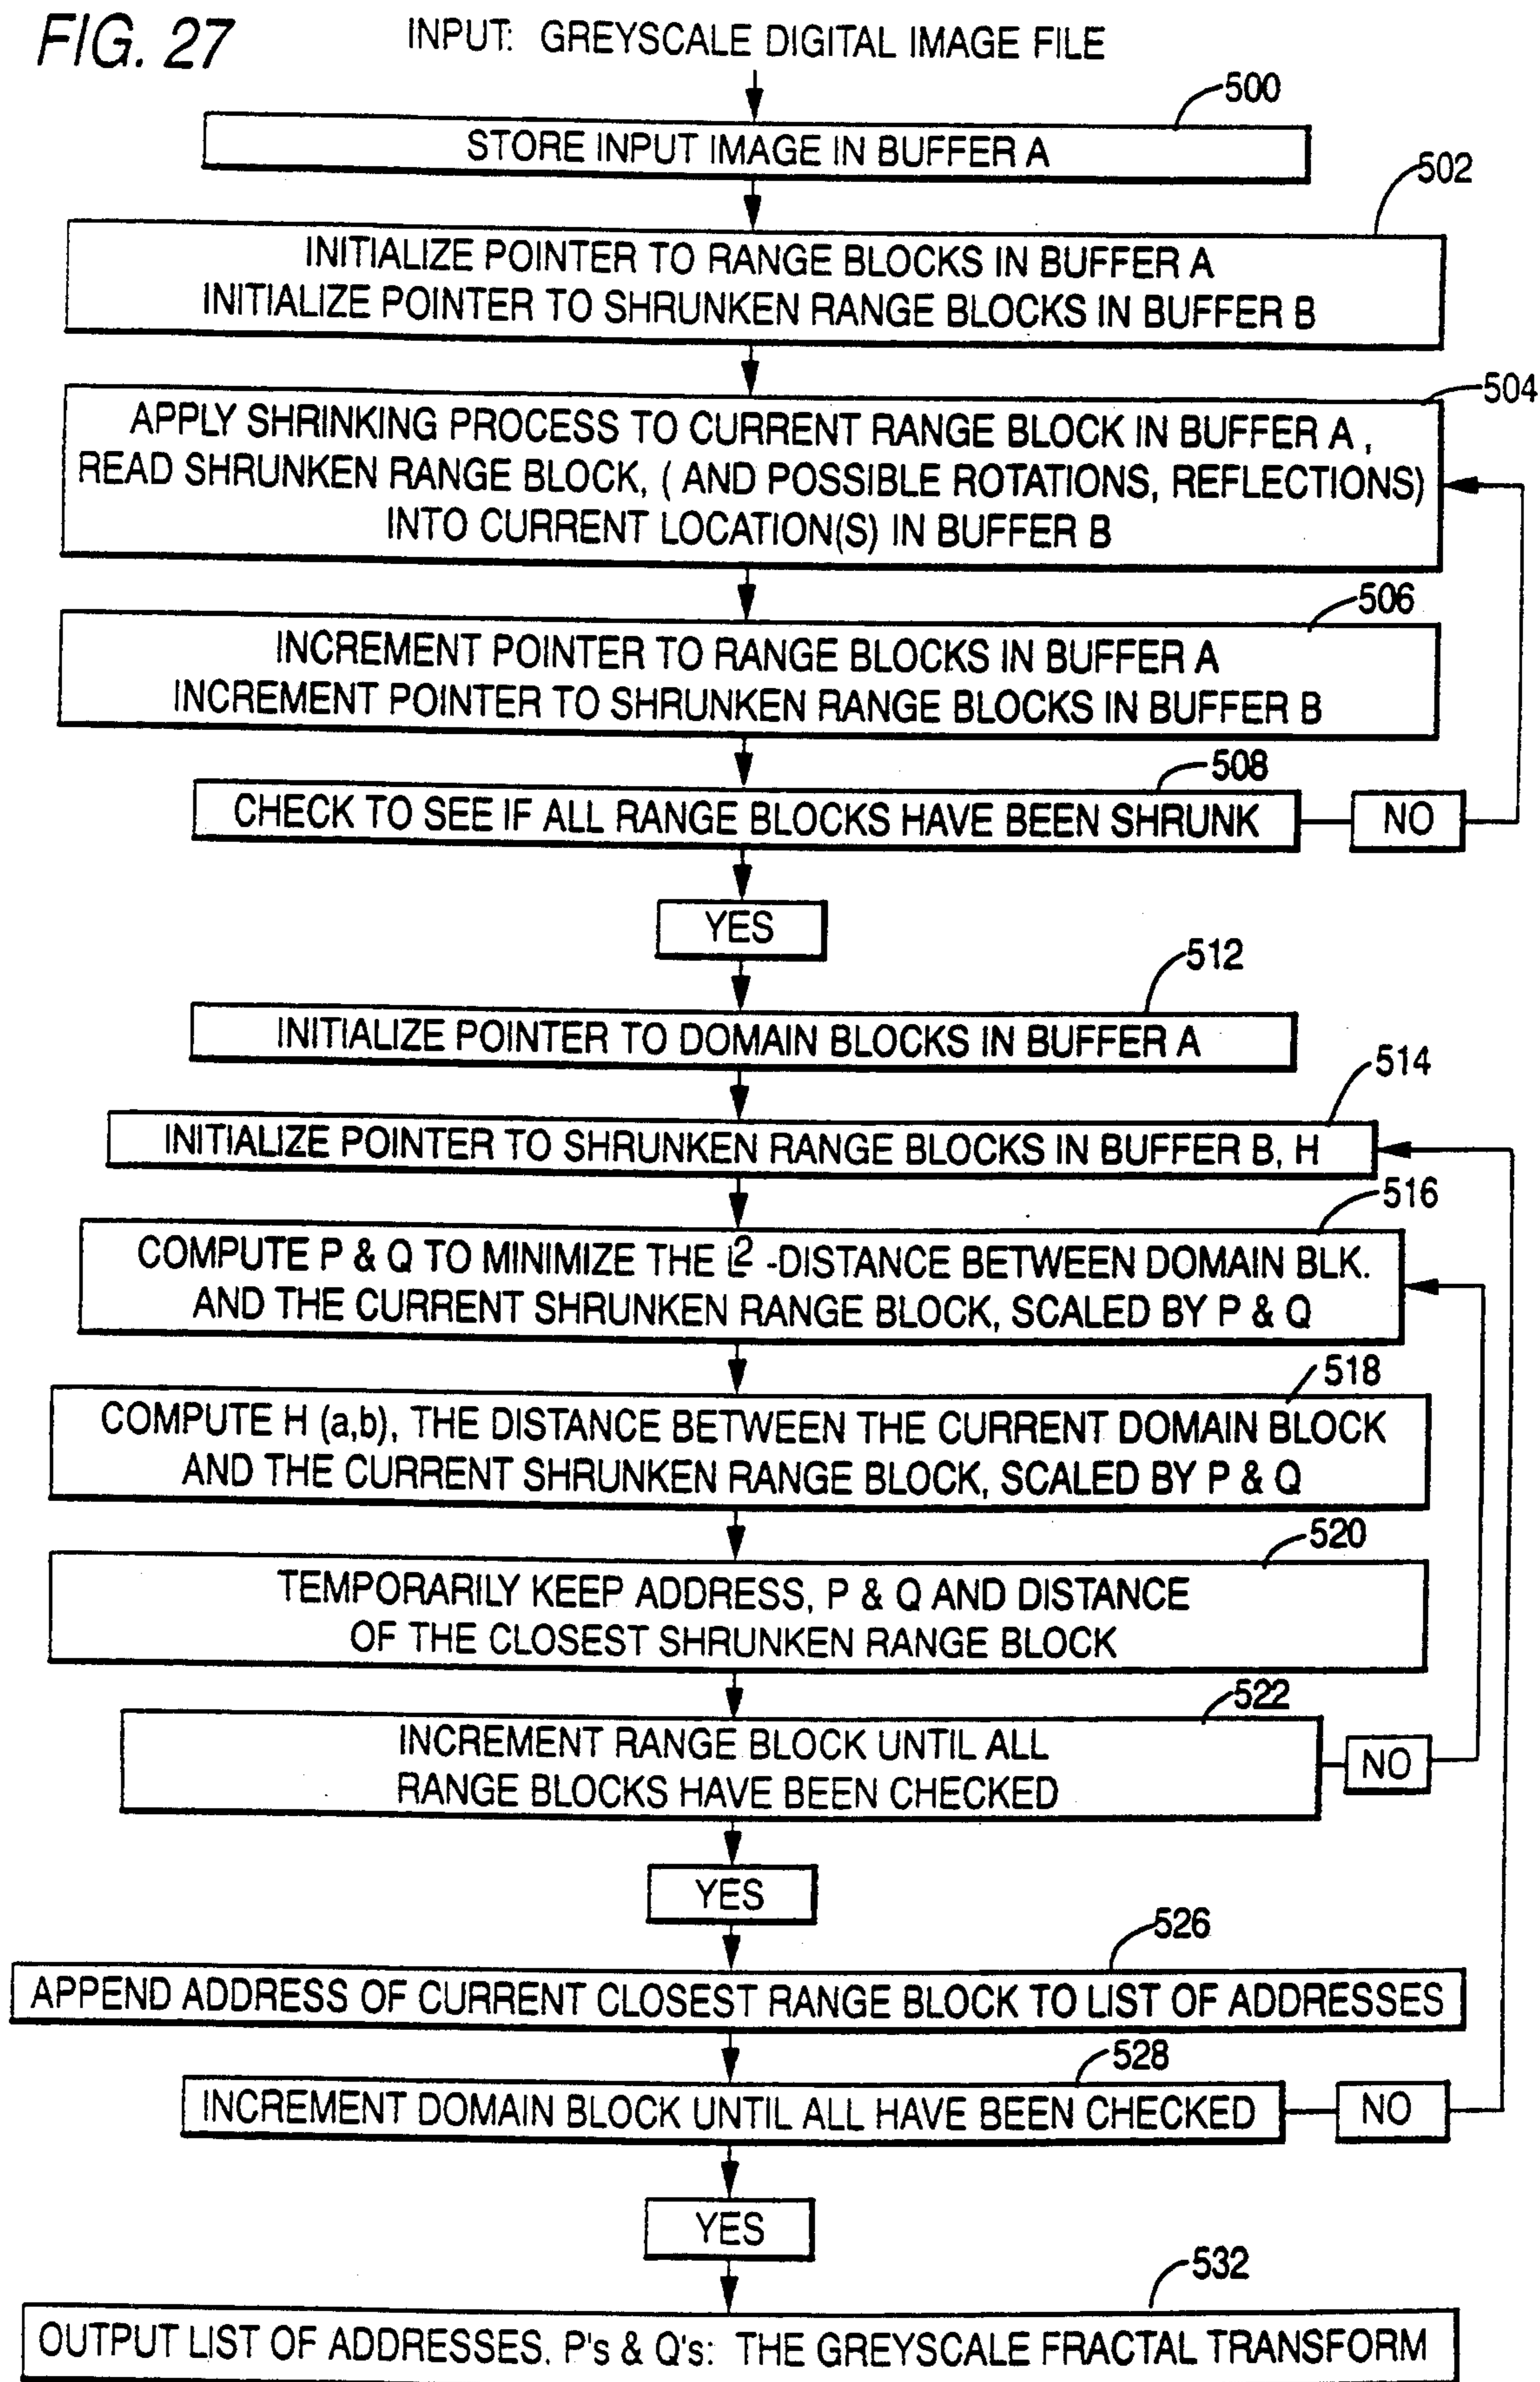 FIG. 27
INPUT: GREYSCALE DIGITAL IMAGE FILE
500
STORE INPUT IMAGE IN BUFFER A
502
INITIALIZE POINTER TO RANGE BLOCKS IN BUFFER A
INITIALIZE POINTER TO SHRUNKEN RANGE BLOCKS IN BUFFER B
504
APPLY SHRINKING PROCESS TO CURRENT RANGE BLOCK IN BUFFER A ,
READ SHRUNKEN RANGE BLOCK, ( AND POSSIBLE ROTATIONS, REFLECTIONS)
INTO CURRENT LOCATION(S) IN BUFFER B
506
INCREMENT POINTER TO RANGE BLOCKS IN BUFFER A
INCREMENT POINTER TO SHRUNKEN RANGE BLOCKS IN BUFFER B
508
CHECK TO SEE IF ALL RANGE BLOCKS HAVE BEEN SHRUNK
NO
YES
512
INITIALIZE POINTER TO DOMAIN BLOCKS IN BUFFER A
514
INITIALIZE POINTER TO SHRUNKEN RANGE BLOCKS IN BUFFER B, H
516
COMPUTE P & Q TO MINIMIZE THE L² -DISTANCE BETWEEN DOMAIN BLK.
AND THE CURRENT SHRUNKEN RANGE BLOCK, SCALED BY P & Q
518
COMPUTE H (a,b), THE DISTANCE BETWEEN THE CURRENT DOMAIN BLOCK
AND THE CURRENT SHRUNKEN RANGE BLOCK, SCALED BY P & Q
520
TEMPORARILY KEEP ADDRESS, P & Q AND DISTANCE
OF THE CLOSEST SHRUNKEN RANGE BLOCK
522
INCREMENT RANGE BLOCK UNTIL ALL
RANGE BLOCKS HAVE BEEN CHECKED
NO
YES
526
APPEND ADDRESS OF CURRENT CLOSEST RANGE BLOCK TO LIST OF ADDRESSES
528
INCREMENT DOMAIN BLOCK UNTIL ALL HAVE BEEN CHECKED
NO
YES
532
OUTPUT LIST OF ADDRESSES. P's & Q's: THE GREYSCALE FRACTAL TRANSFORM